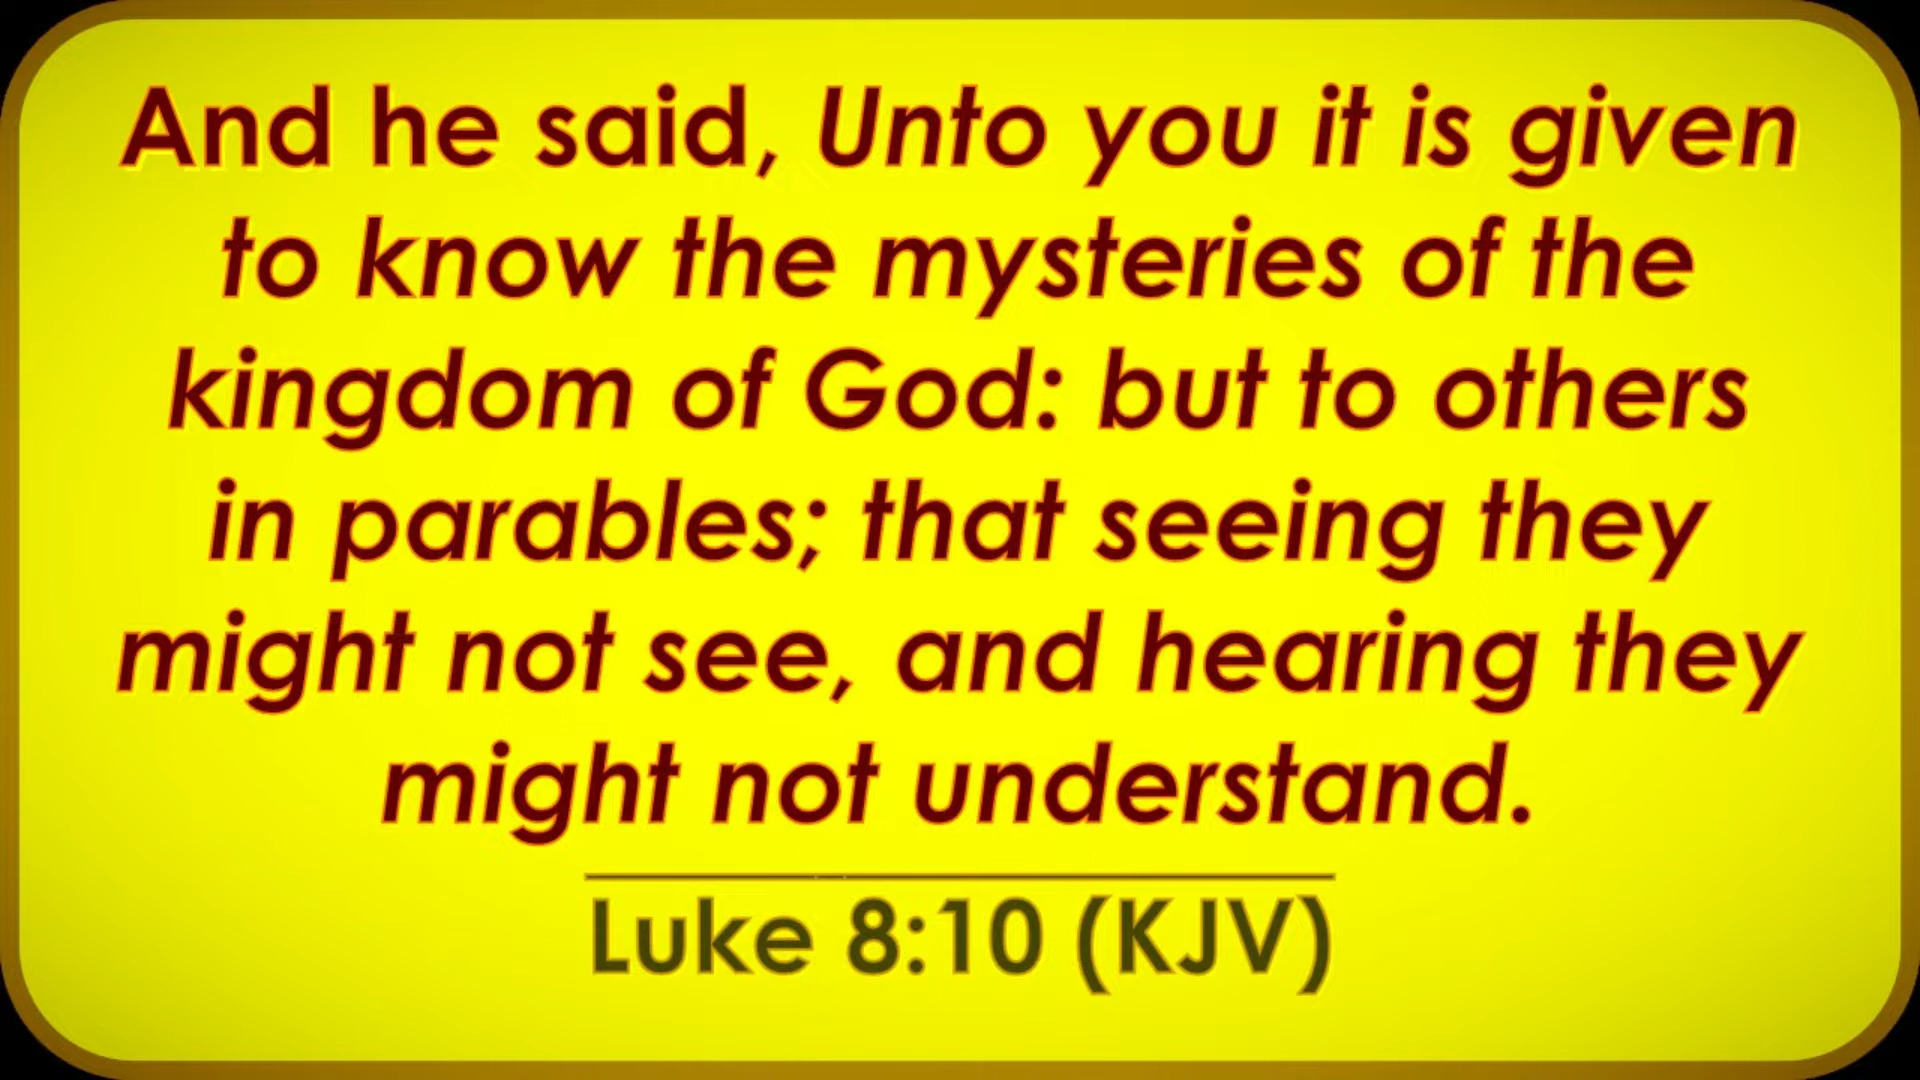 And he said, Unto you it is given
to know the mysteries of the
kingdom of God: but to others
in parables; that seeing they
might not see, and hearing they
might not understand.
Luke 8:10 (KJV)